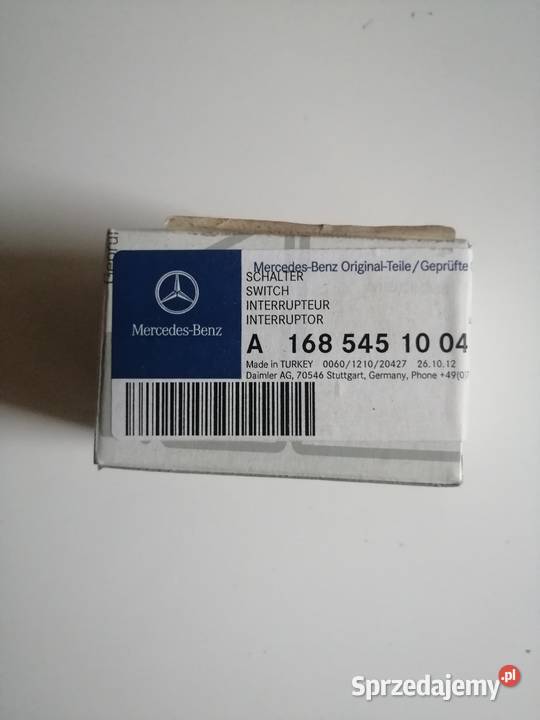 Mercedes-Benz Original-Teile/Geprüfte
SCHALTER
SWITCH
INTERRUPTEUR
INTERRUPTOR
Mercedes-Benz
A 168 545 10 04
Made in TURKEY 0060/1210/20427 26.10.12
Daimler AG, 70546 Stuttgart, Germany, Phone +49(07
Sprzedajemy.pl